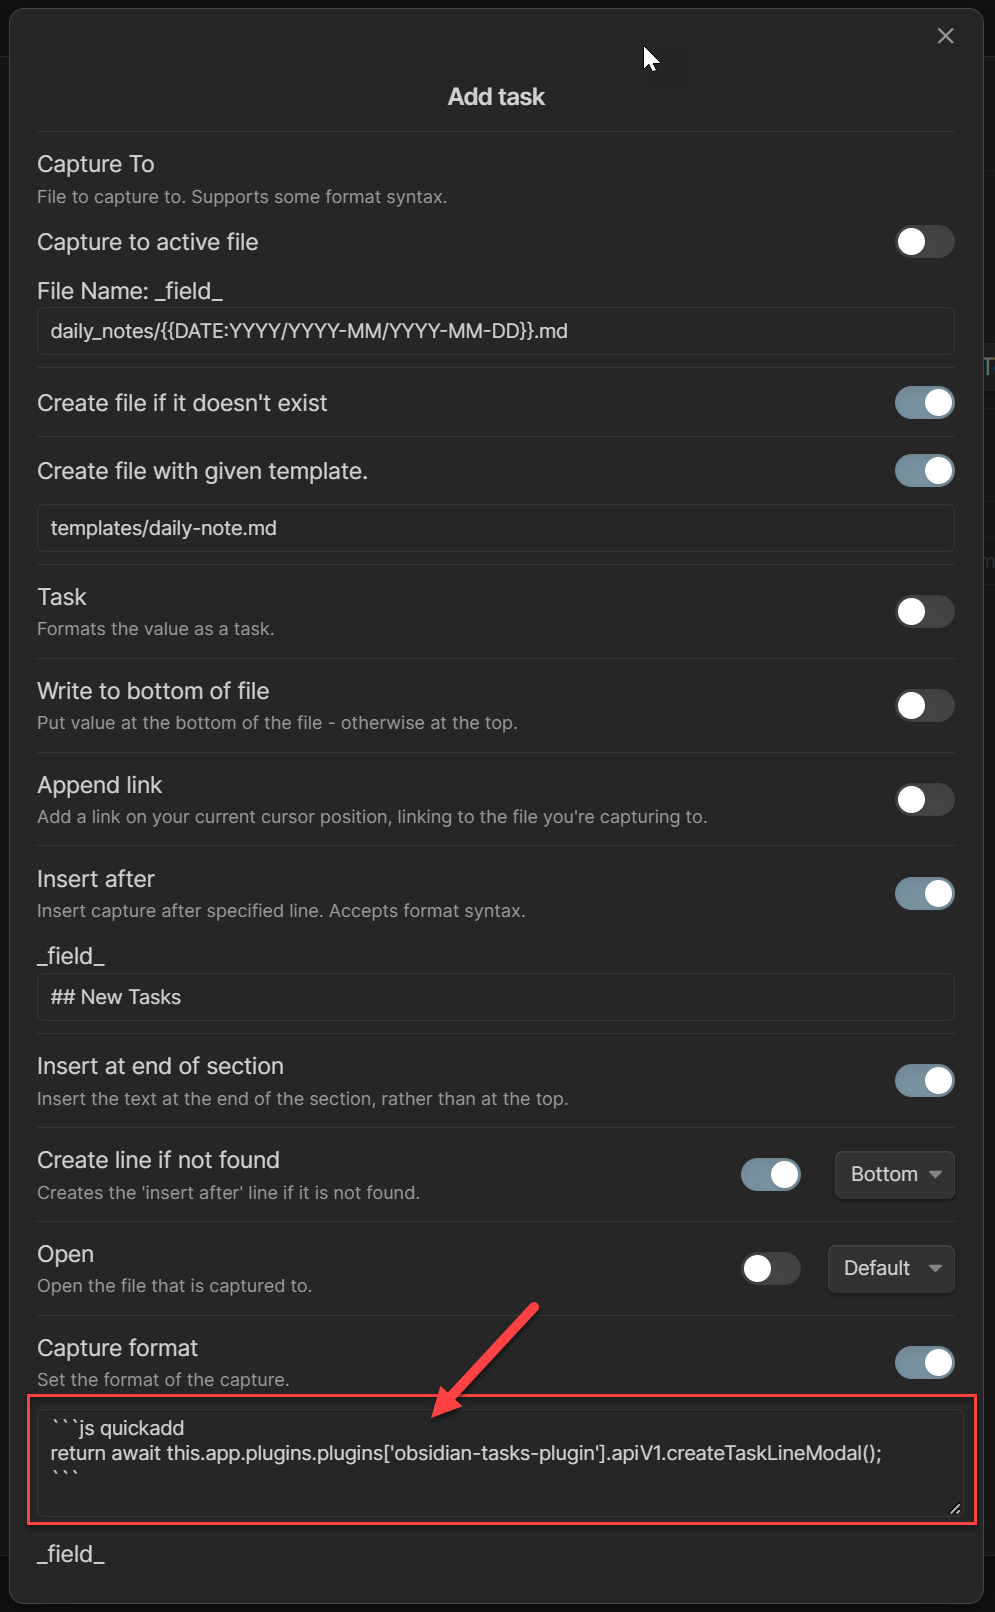 Add task
Capture To
File to capture to. Supports some format syntax.
Capture to active file
File Name: _field_
daily_notes/{{DATE:YYYY/YYYY-MM/YYYY-MM-DD}}.md
Create file if it doesn't exist
Create file with given template.
templates/daily-note.md
Task
Formats the value as a task.
Write to bottom of file
Put value at the bottom of the file - otherwise at the top.
Append link
Add a link on your current cursor position, linking to the file you're capturing to.
Insert after
Insert capture after specified line. Accepts format syntax.
_field_
## New Tasks
Insert at end of section
Insert the text at the end of the section, rather than at the top.
Create line if not found
Bottom
Creates the 'insert after' line if it is not found.
Open
Default
Open the file that is captured to.
Capture format
Set the format of the capture.
```js quickadd
return await this.app.plugins.plugins['obsidian-tasks-plugin'].apiV1.createTaskLineModal();
```
_field_